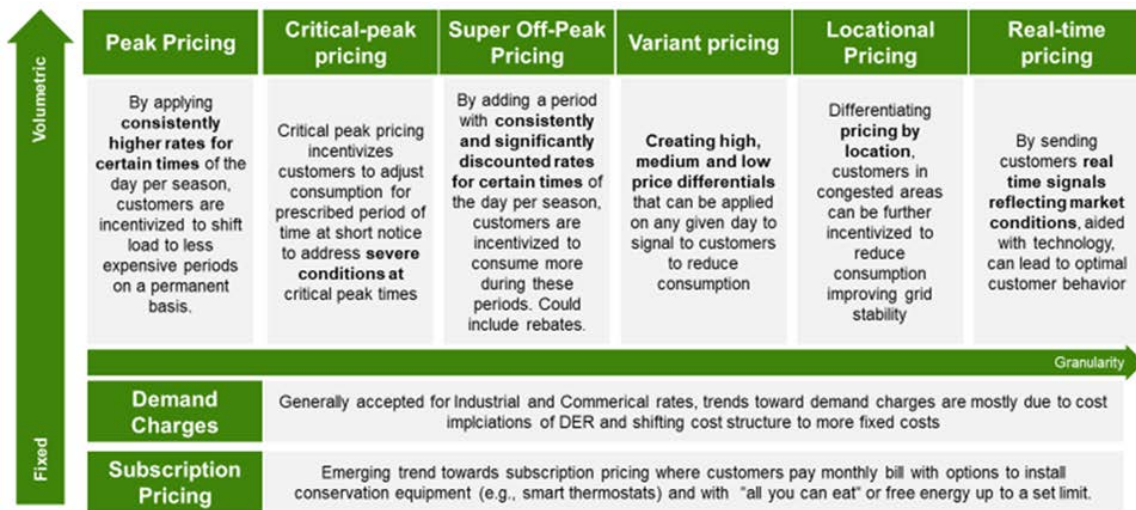 Volumetric
Fixed
Peak Pricing
By applying
consistently
higher rates for
certain times of the
day per season,
customers are
incentivized to shift
load to less
expensive periods
on a permanent
basis.
Critical-peak
pricing
Critical peak pricing
incentivizes
customers to adjust
consumption for
prescribed period of
time at short notice
to address severe
conditions at
critical peak times
Super Off-Peak
Pricing
By adding a period
with consistently
and significantly
discounted rates
for certain times of
the day per season,
customers are
incentivized to
consume more
during these
periods. Could
include rebates.
Variant pricing
Creating high,
medium and low
price differentials
that can be applied
on any given day to
signal to customers
to reduce
consumption
Locational
Pricing
Differentiating
pricing by
location,
customers in
congested areas
can be further
incentivized to
reduce
consumption
improving grid
stability
Real-time
pricing
By sending
customers real
time signals
reflecting market
conditions, aided
with technology,
can lead to optimal
customer behavior
Granularity
Demand
Charges
Generally accepted for Industrial and Commerical rates, trends toward demand charges are mostly due to cost
implciations of DER and shifting cost structure to more fixed costs
Subscription
Pricing
Emerging trend towards subscription pricing where customers pay monthly bill with options to install
conservation equipment (e.g., smart thermostats) and with “all you can eat” or free energy up to a set limit.